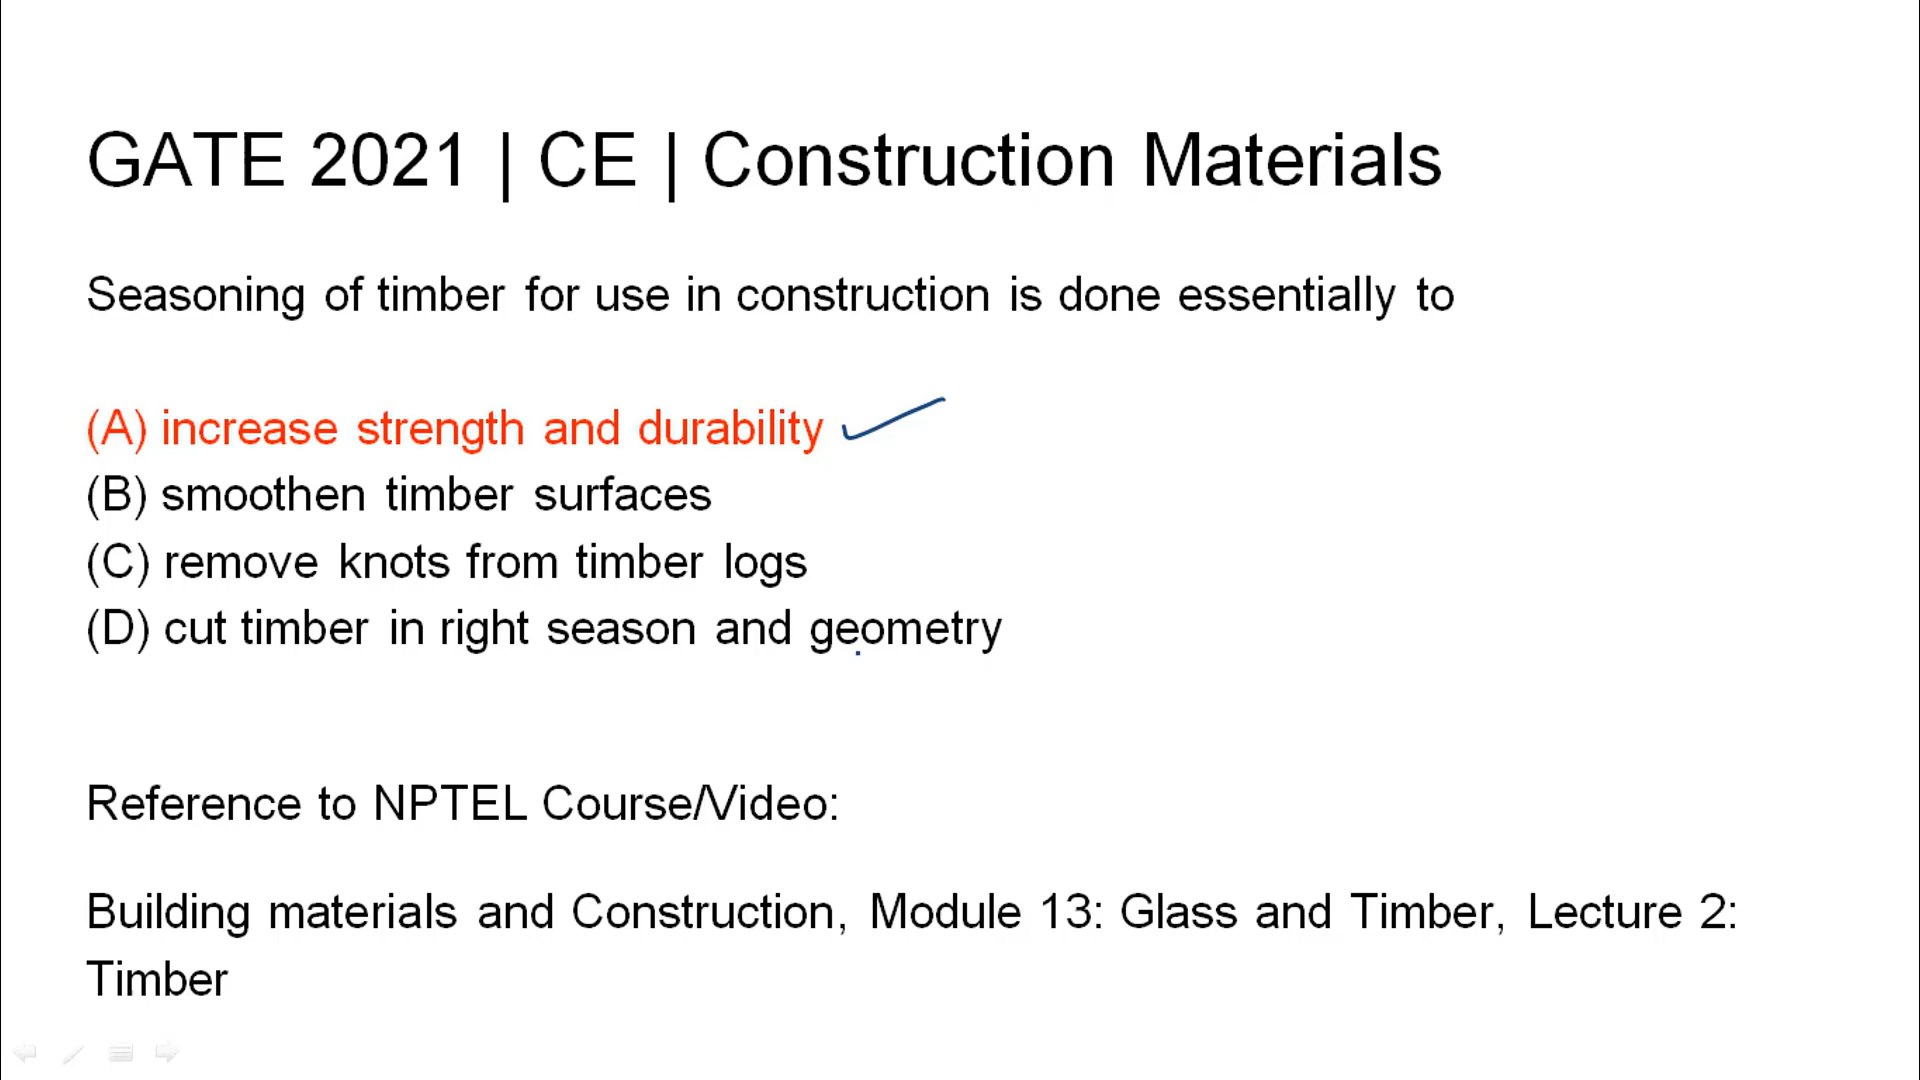 GATE 2021 | CE | Construction Materials
Seasoning of timber for use in construction is done essentially to
(A) increase strength and durability
(B) smoothen timber surfaces
(C) remove knots from timber logs
(D) cut timber in right season and geometry
Reference to NPTEL Course/Video:
Building materials and Construction, Module 13: Glass and Timber, Lecture 2:
Timber